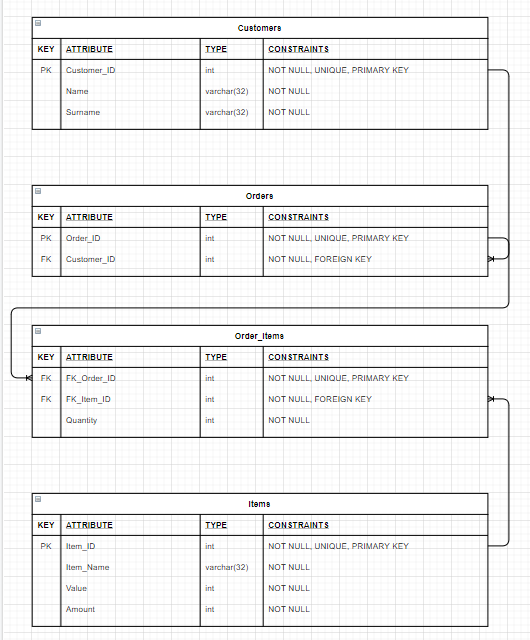 Customers
KEY ATTRIBUTE TYPE CONSTRAINTS
PK Customer_ID int NOT NULL, UNIQUE, PRIMARY KEY
Name varchar(32) NOT NULL
Surname varchar(32) NOT NULL
Orders
KEY ATTRIBUTE TYPE CONSTRAINTS
PK Order_ID int NOT NULL, UNIQUE, PRIMARY KEY
FK Customer_ID int NOT NULL, FOREIGN KEY
Order_Items
KEY ATTRIBUTE TYPE CONSTRAINTS
FK FK_Order_ID int NOT NULL, UNIQUE, PRIMARY KEY
FK FK_Item_ID int NOT NULL, FOREIGN KEY
Quantity int NOT NULL
Items
KEY ATTRIBUTE TYPE CONSTRAINTS
PK Item_ID int NOT NULL, UNIQUE, PRIMARY KEY
Item_Name varchar(32) NOT NULL
Value int NOT NULL
Amount int NOT NULL